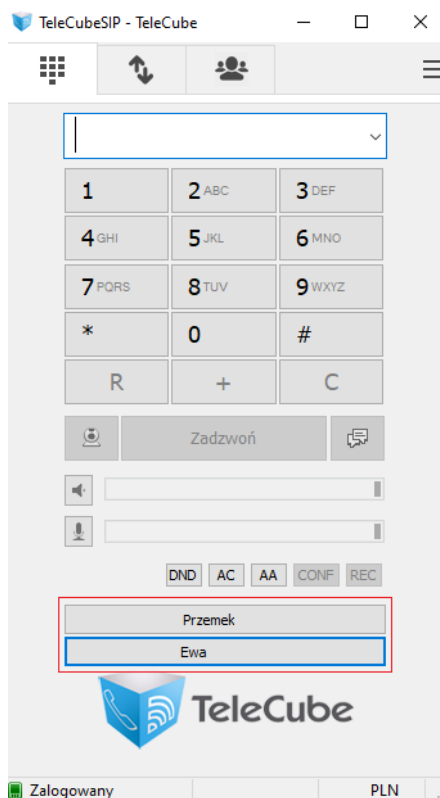 TeleCubeSIP - TeleCube
1
2 ABC
3 DEF
4 GHI
5 JKL
6 MNO
7 PQRS
8 TUV
9 WXYZ
*
0
#
R
+
C
Zadzwoń
DND AC AA CONF REC
Przemek
Ewa
TeleCube
Zalogowany PLN